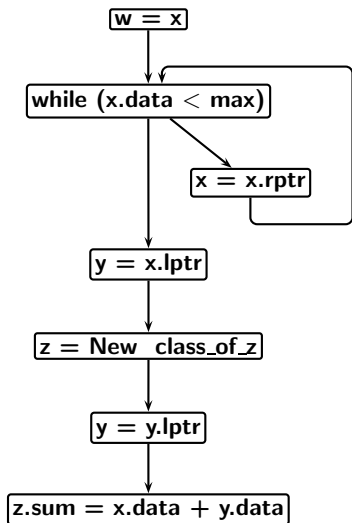 w = x
while (x.data < max)
x = x.rptr
y = x.lptr
z = New class_of_z
y = y.lptr
z.sum = x.data + y.data